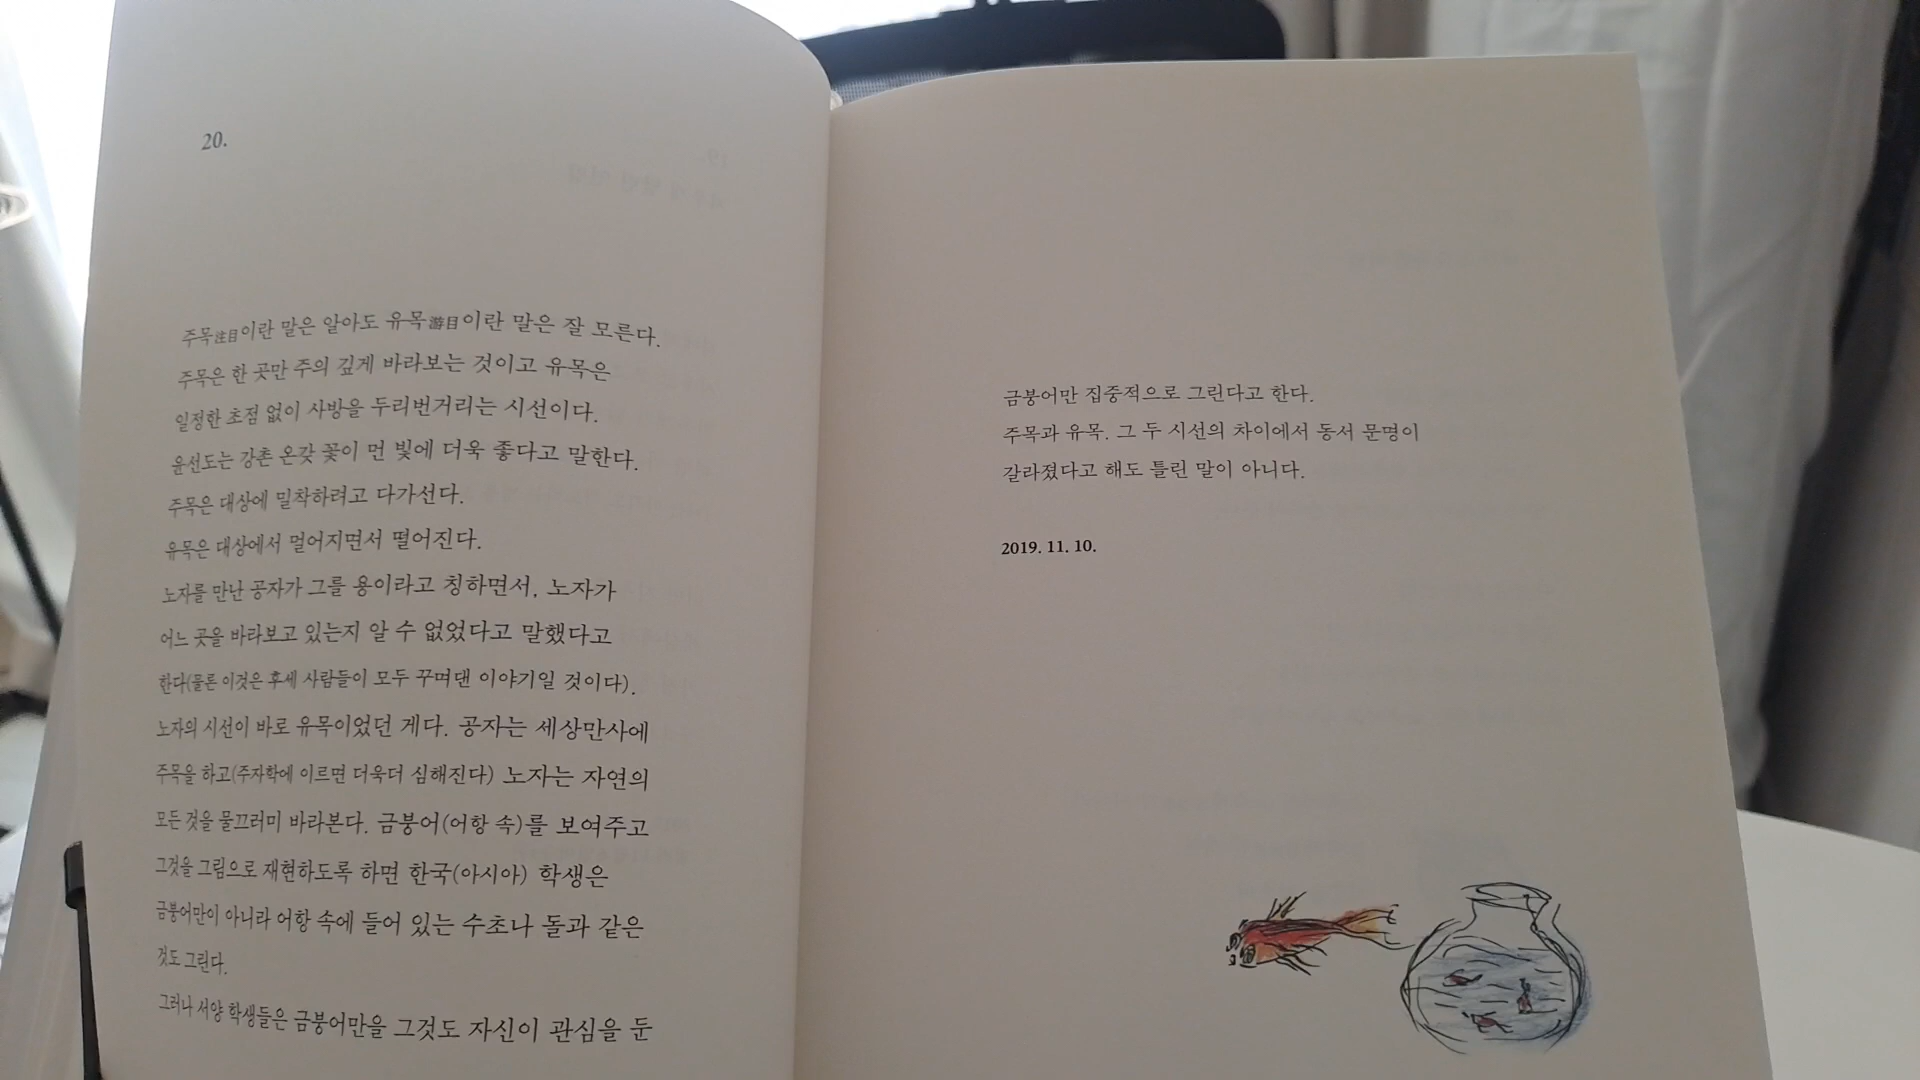 20.
주목注目이란 말은 알아도 유목游目이란 말은 잘 모른다.
주목은 한 곳만 주의 깊게 바라보는 것이고 유목은
일정한 초점 없이 사방을 두리번거리는 시선이다.
윤선도는 강촌 온갖 꽃이 먼 빛에 더욱 좋다고 말한다.
주목은 대상에 밀착하려고 다가선다.
유목은 대상에서 멀어지면서 떨어진다.
노자를 만난 공자가 그를 용이라고 칭하면서, 노자가
어느 곳을 바라보고 있는지 알 수 없었다고 말했다고
한다(물론 이것은 후세 사람들이 모두 꾸며댄 이야기일 것이다).
노자의 시선이 바로 유목이었던 게다. 공자는 세상만사에
주목을 하고(주자학에 이르면 더욱더 심해진다) 노자는 자연의
모든 것을 물끄러미 바라본다. 금붕어(어항 속)를 보여주고
그것을 그림으로 재현하도록 하면 한국(아시아) 학생은
금붕어만이 아니라 어항 속에 들어 있는 수초나 돌과 같은
것도 그린다.
그러나 서양 학생들은 금붕어만을 그것도 자신이 관심을 둔
금붕어만 집중적으로 그린다고 한다.
주목과 유목. 그 두 시선의 차이에서 동서 문명이
갈라졌다고 해도 틀린 말이 아니다.
2019. 11. 10.